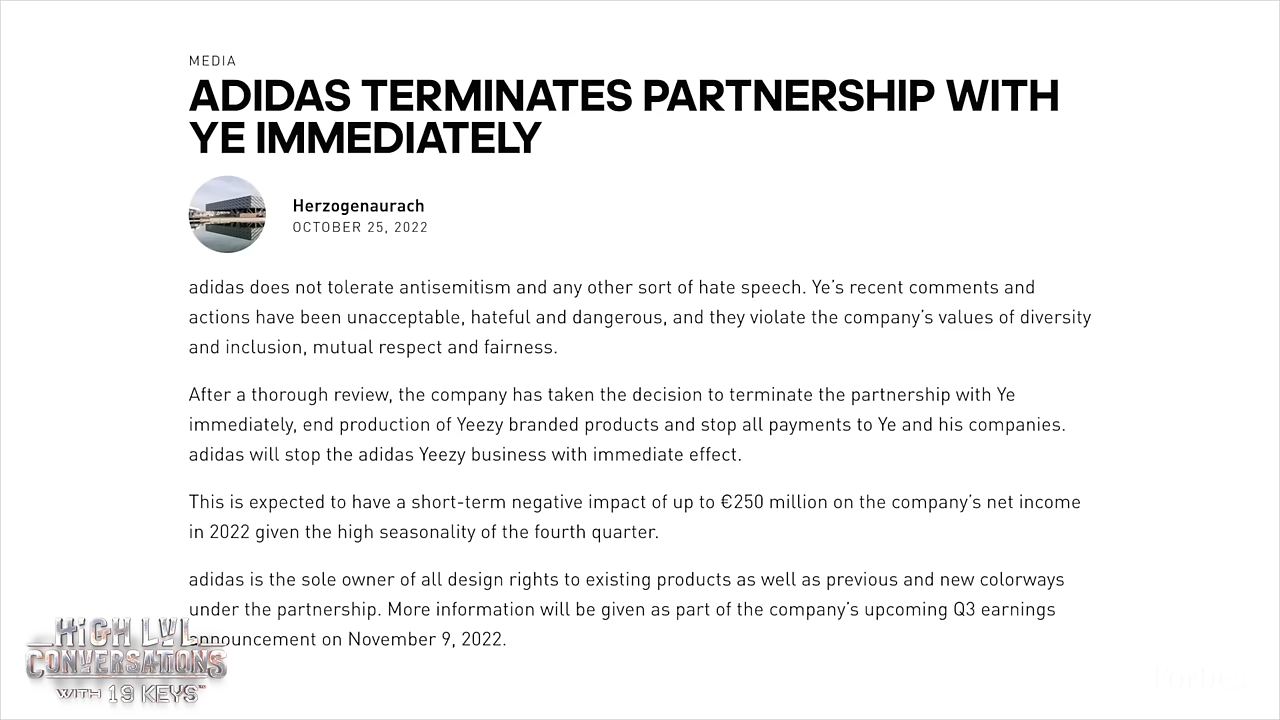 MEDIA
ADIDAS TERMINATES PARTNERSHIP WITH
YE IMMEDIATELY
Herzogenaurach
OCTOBER 25, 2022
adidas does not tolerate antisemitism and any other sort of hate speech. Ye’s recent comments and
actions have been unacceptable, hateful and dangerous, and they violate the company’s values of diversity
and inclusion, mutual respect and fairness.
After a thorough review, the company has taken the decision to terminate the partnership with Ye
immediately, end production of Yeezy branded products and stop all payments to Ye and his companies.
adidas will stop the adidas Yeezy business with immediate effect.
This is expected to have a short-term negative impact of up to €250 million on the company’s net income
in 2022 given the high seasonality of the fourth quarter.
adidas is the sole owner of all design rights to existing products as well as previous and new colorways
under the partnership. More information will be given as part of the company’s upcoming Q3 earnings
announcement on November 9, 2022.
HiGH LVL
CONVERSATIONS
WITH 19 KEYS